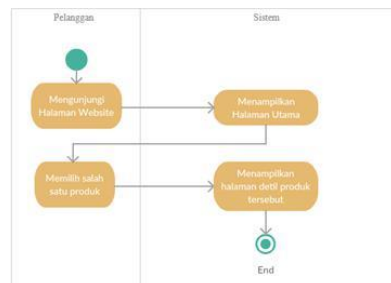 Pelanggan
Sistem
Mengunjungi
Halaman Website
Menampilkan
Halaman Utama
Memilih salah
satu produk
Menampilkan
halaman detil produk
tersebut
End